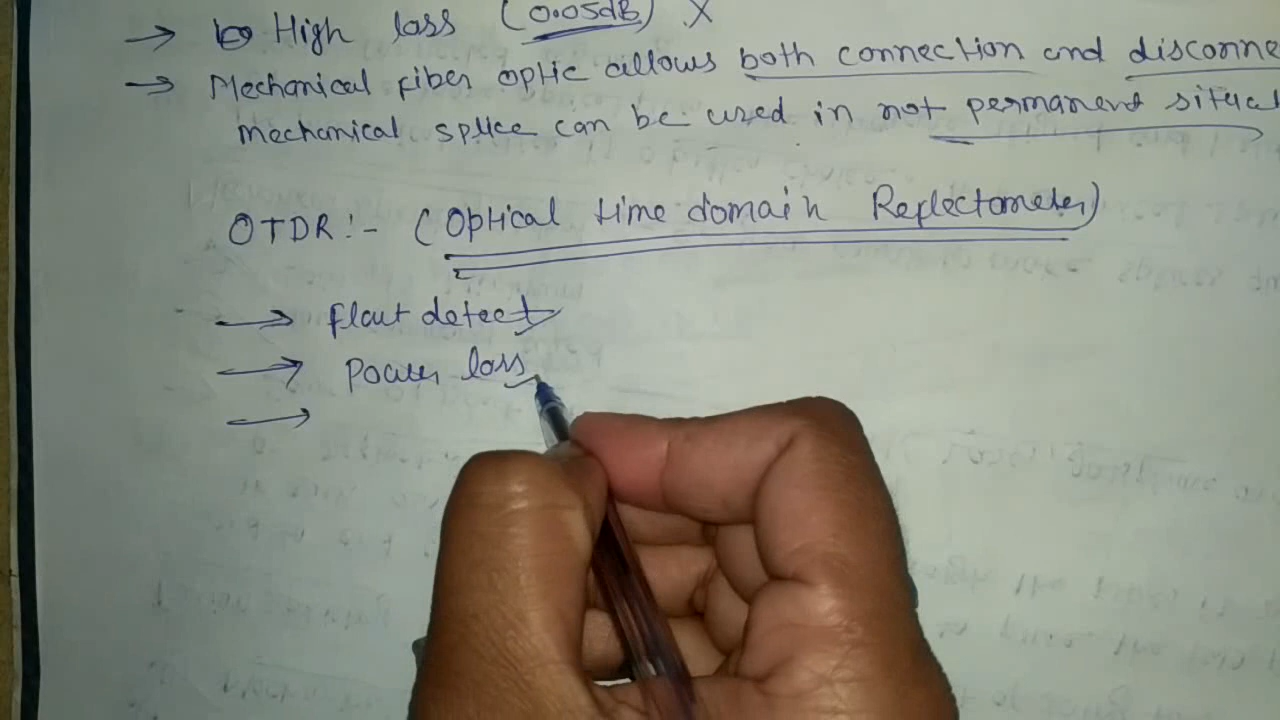 → High loss (0.05dB) X
→ Mechanical fiber optic allows both connection and disconne
mechanical splice can be used in not permanent situat
OTDR:- (Optical time domain Reflectometer)
→ flaut detect
→ Power loss
→